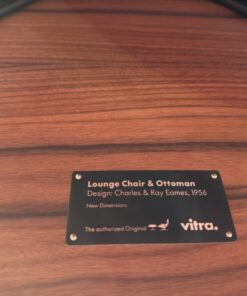 Lounge Chair & Ottoman
Design: Charles & Ray Eames, 1956
New Dimensions
The authorized Original
vitra.